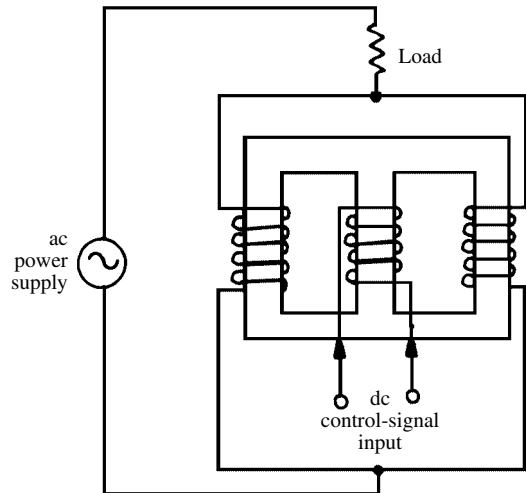 Load
ac
power
supply
dc
control-signal
input